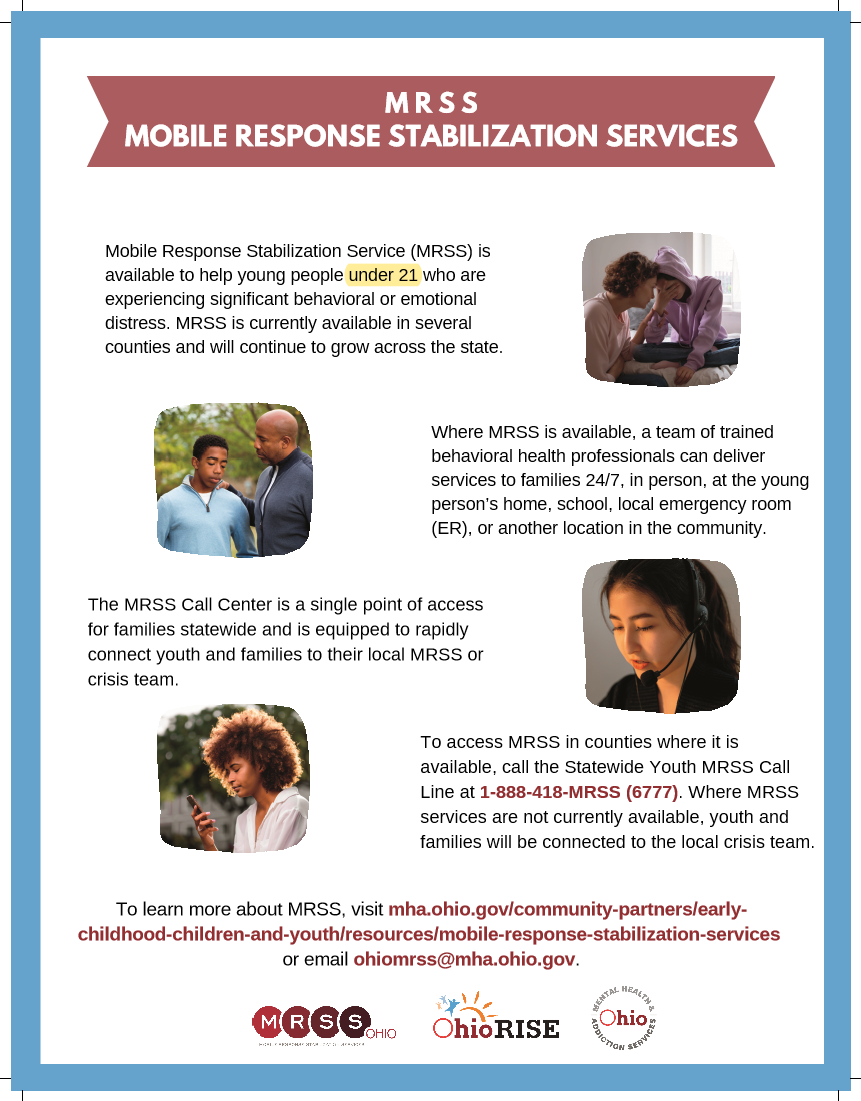 MRSS
MOBILE RESPONSE STABILIZATION SERVICES
Mobile Response Stabilization Service (MRSS) is
available to help young people under 21 who are
experiencing significant behavioral or emotional
distress. MRSS is currently available in several
counties and will continue to grow across the state.
Where MRSS is available, a team of trained
behavioral health professionals can deliver
services to families 24/7, in person, at the young
person's home, school, local emergency room
(ER), or another location in the community.
The MRSS Call Center is a single point of access
for families statewide and is equipped to rapidly
connect youth and families to their local MRSS or
crisis team.
To access MRSS in counties where it is
available, call the Statewide Youth MRSS Call
Line at 1-888-418-MRSS (6777). Where MRSS
services are not currently available, youth and
families will be connected to the local crisis team.
To learn more about MRSS, visit mha.ohio.gov/community-partners/early-
childhood-children-and-youth/resources/mobile-response-stabilization-services
or email ohiomrss@mha.ohio.gov.
MRSS OHIO
MOBILE RESPONSE STABILIZATION SERVICES
OhioRISE
MENTAL HEALTH &
Ohio
ADDICTION SERVICES